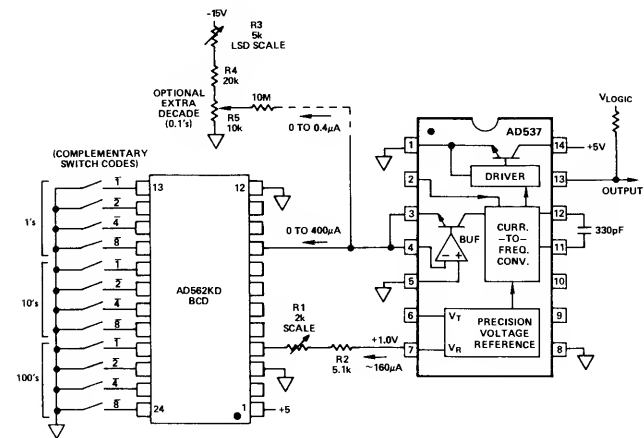 -15V
R3
5k
LSD SCALE
R4
20k
OPTIONAL
EXTRA
DECADE
(0.1's)
R5
10k
10M
0 TO 0.4μA
(COMPLEMENTARY
SWITCH CODES)
1's
10's
100's
1̅
2̅
4̅
8̅
1̅
2̅
4̅
8̅
1̅
2̅
4̅
8̅
13
12
24
1
AD562KD
BCD
+5
0 TO 400μA
R1
2k
SCALE
R2
5.1k
+1.0V
~160μA
AD537
1
2
3
4
5
6
7
14
13
12
11
10
9
8
DRIVER
BUF
- +
CURR.
-TO-
FREQ.
CONV.
VT
VR
PRECISION
VOLTAGE
REFERENCE
VLOGIC
+5V
OUTPUT
330pF